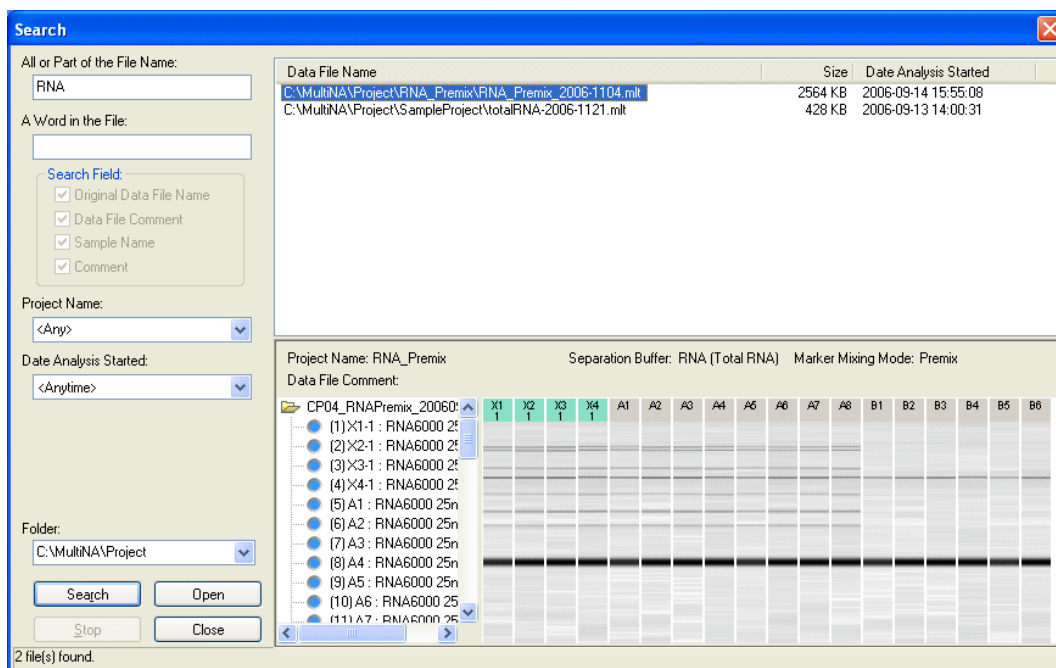 Search
All or Part of the File Name:
RNA
A Word in the File:
Search Field:
Original Data File Name
Data File Comment
Sample Name
Comment
Project Name:
<Any>
Date Analysis Started:
<Anytime>
Folder:
C:\MultiNA\Project
Search Open
Stop Close
2 file(s) found.
Data File Name Size Date Analysis Started
C:\MultiNA\Project\RNA_Premix\RNA_Premix_2006-1104.mlt 2564 KB 2006-09-14 15:55:08
C:\MultiNA\Project\SampleProject\totalRNA-2006-1121.mlt 428 KB 2006-09-13 14:00:31
Project Name: RNA_Premix Separation Buffer: RNA (Total RNA) Marker Mixing Mode: Premix
Data File Comment:
CP04_RNAPremix_2006
(1) X1-1 : RNA6000 25
(2) X2-1 : RNA6000 25
(3) X3-1 : RNA6000 25
(4) X4-1 : RNA6000 25
(5) A1 : RNA6000 25n
(6) A2 : RNA6000 25n
(7) A3 : RNA6000 25n
(8) A4 : RNA6000 25n
(9) A5 : RNA6000 25n
(10) A6 : RNA6000 25
(11) A7 : RNA6000 25
X1 X2 X3 X4 A1 A2 A3 A4 A5 A6 A7 A8 B1 B2 B3 B4 B5 B6
1 1 1 1